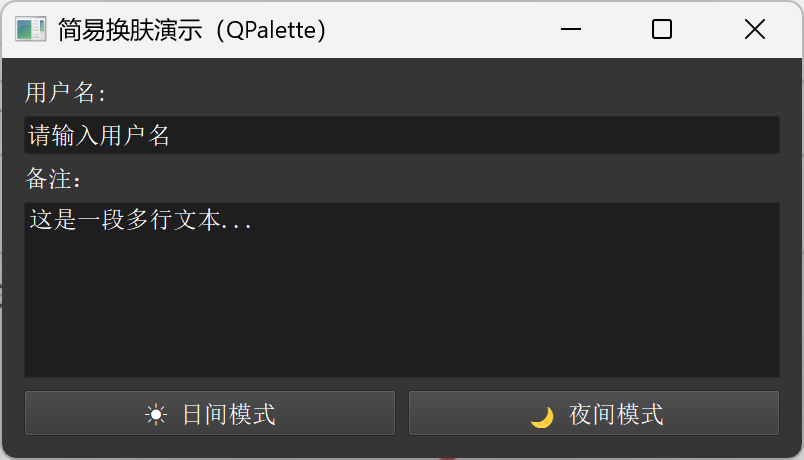 简易换肤演示（QPalette）
用户名:
请输入用户名
备注：
这是一段多行文本...
☀ 日间模式
🌙 夜间模式